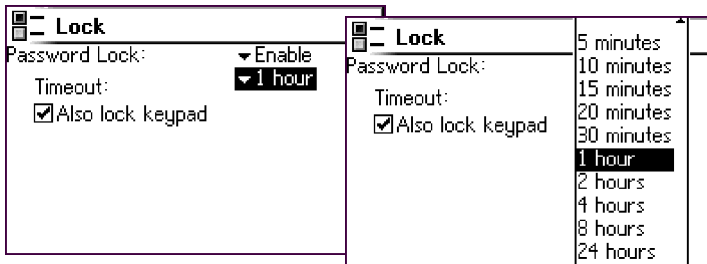 Lock
Password Lock: Enable
Timeout: 1 hour
Also lock keypad
Lock
Password Lock:
Timeout:
Also lock keypad
5 minutes
10 minutes
15 minutes
20 minutes
30 minutes
1 hour
2 hours
4 hours
8 hours
24 hours